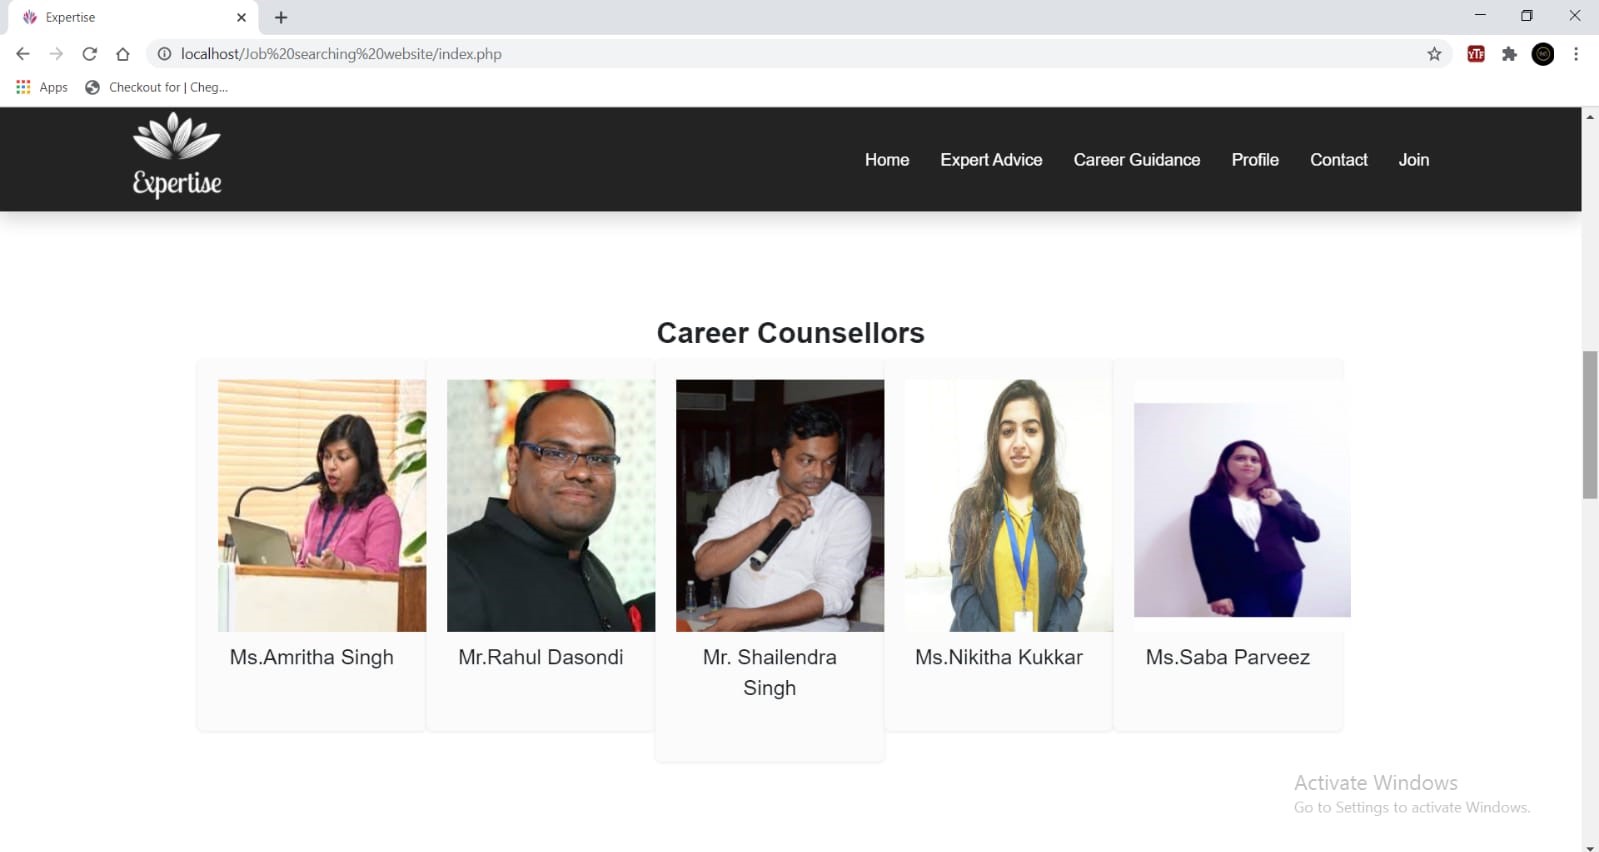 Expertise
localhost/Job%20searching%20website/index.php
YTF
Apps
Checkout for | Cheg...
Expertise
Home
Expert Advice
Career Guidance
Profile
Contact
Join
Career Counsellors
Ms.Amritha Singh
Mr.Rahul Dasondi
Mr. Shailendra
Singh
Ms.Nikitha Kukkar
Ms.Saba Parveez
Activate Windows
Go to Settings to activate Windows.